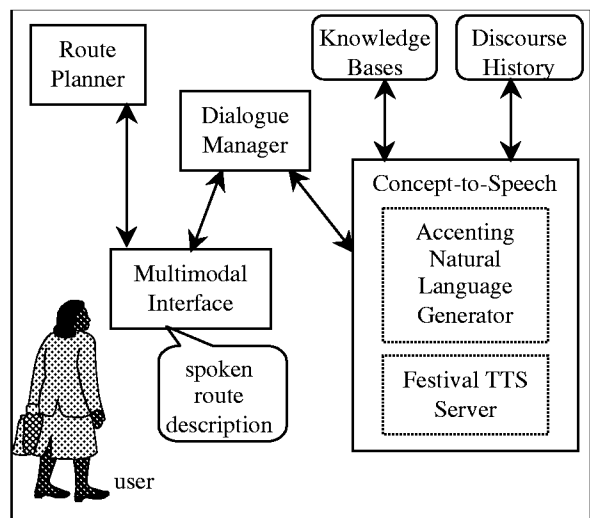 Route
Planner
Knowledge
Bases
Discourse
History
Dialogue
Manager
Concept-to-Speech
Accenting
Natural
Language
Generator
Multimodal
Interface
spoken
route
description
Festival TTS
Server
user